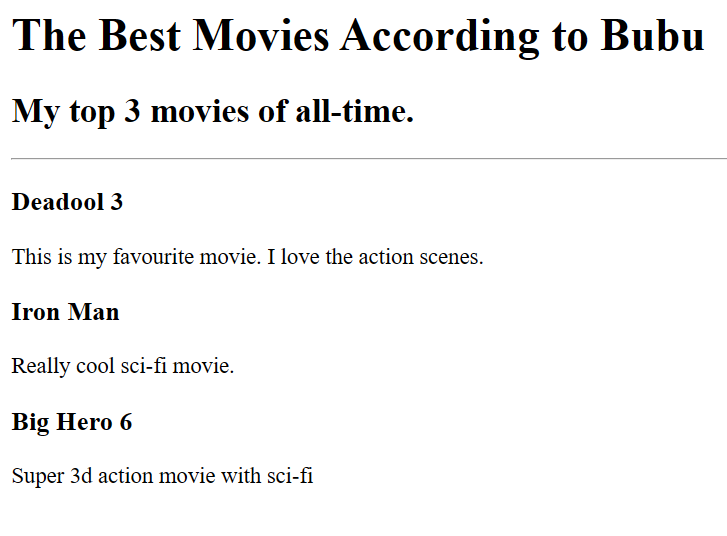 The Best Movies According to Bubu
My top 3 movies of all-time.
Deadool 3
This is my favourite movie. I love the action scenes.
Iron Man
Really cool sci-fi movie.
Big Hero 6
Super 3d action movie with sci-fi